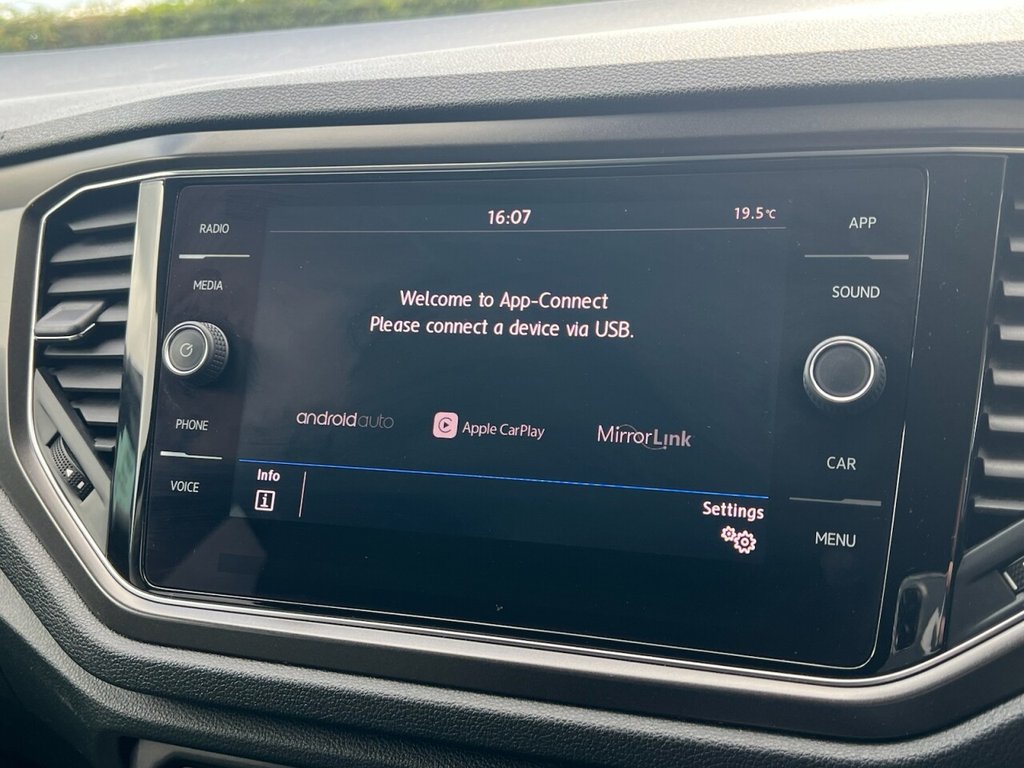 RADIO
MEDIA
PHONE
VOICE
16:07
19.5°C
Welcome to App-Connect
Please connect a device via USB.
androidauto
Apple CarPlay
MirrorLink
Info
i
Settings
APP
SOUND
CAR
MENU